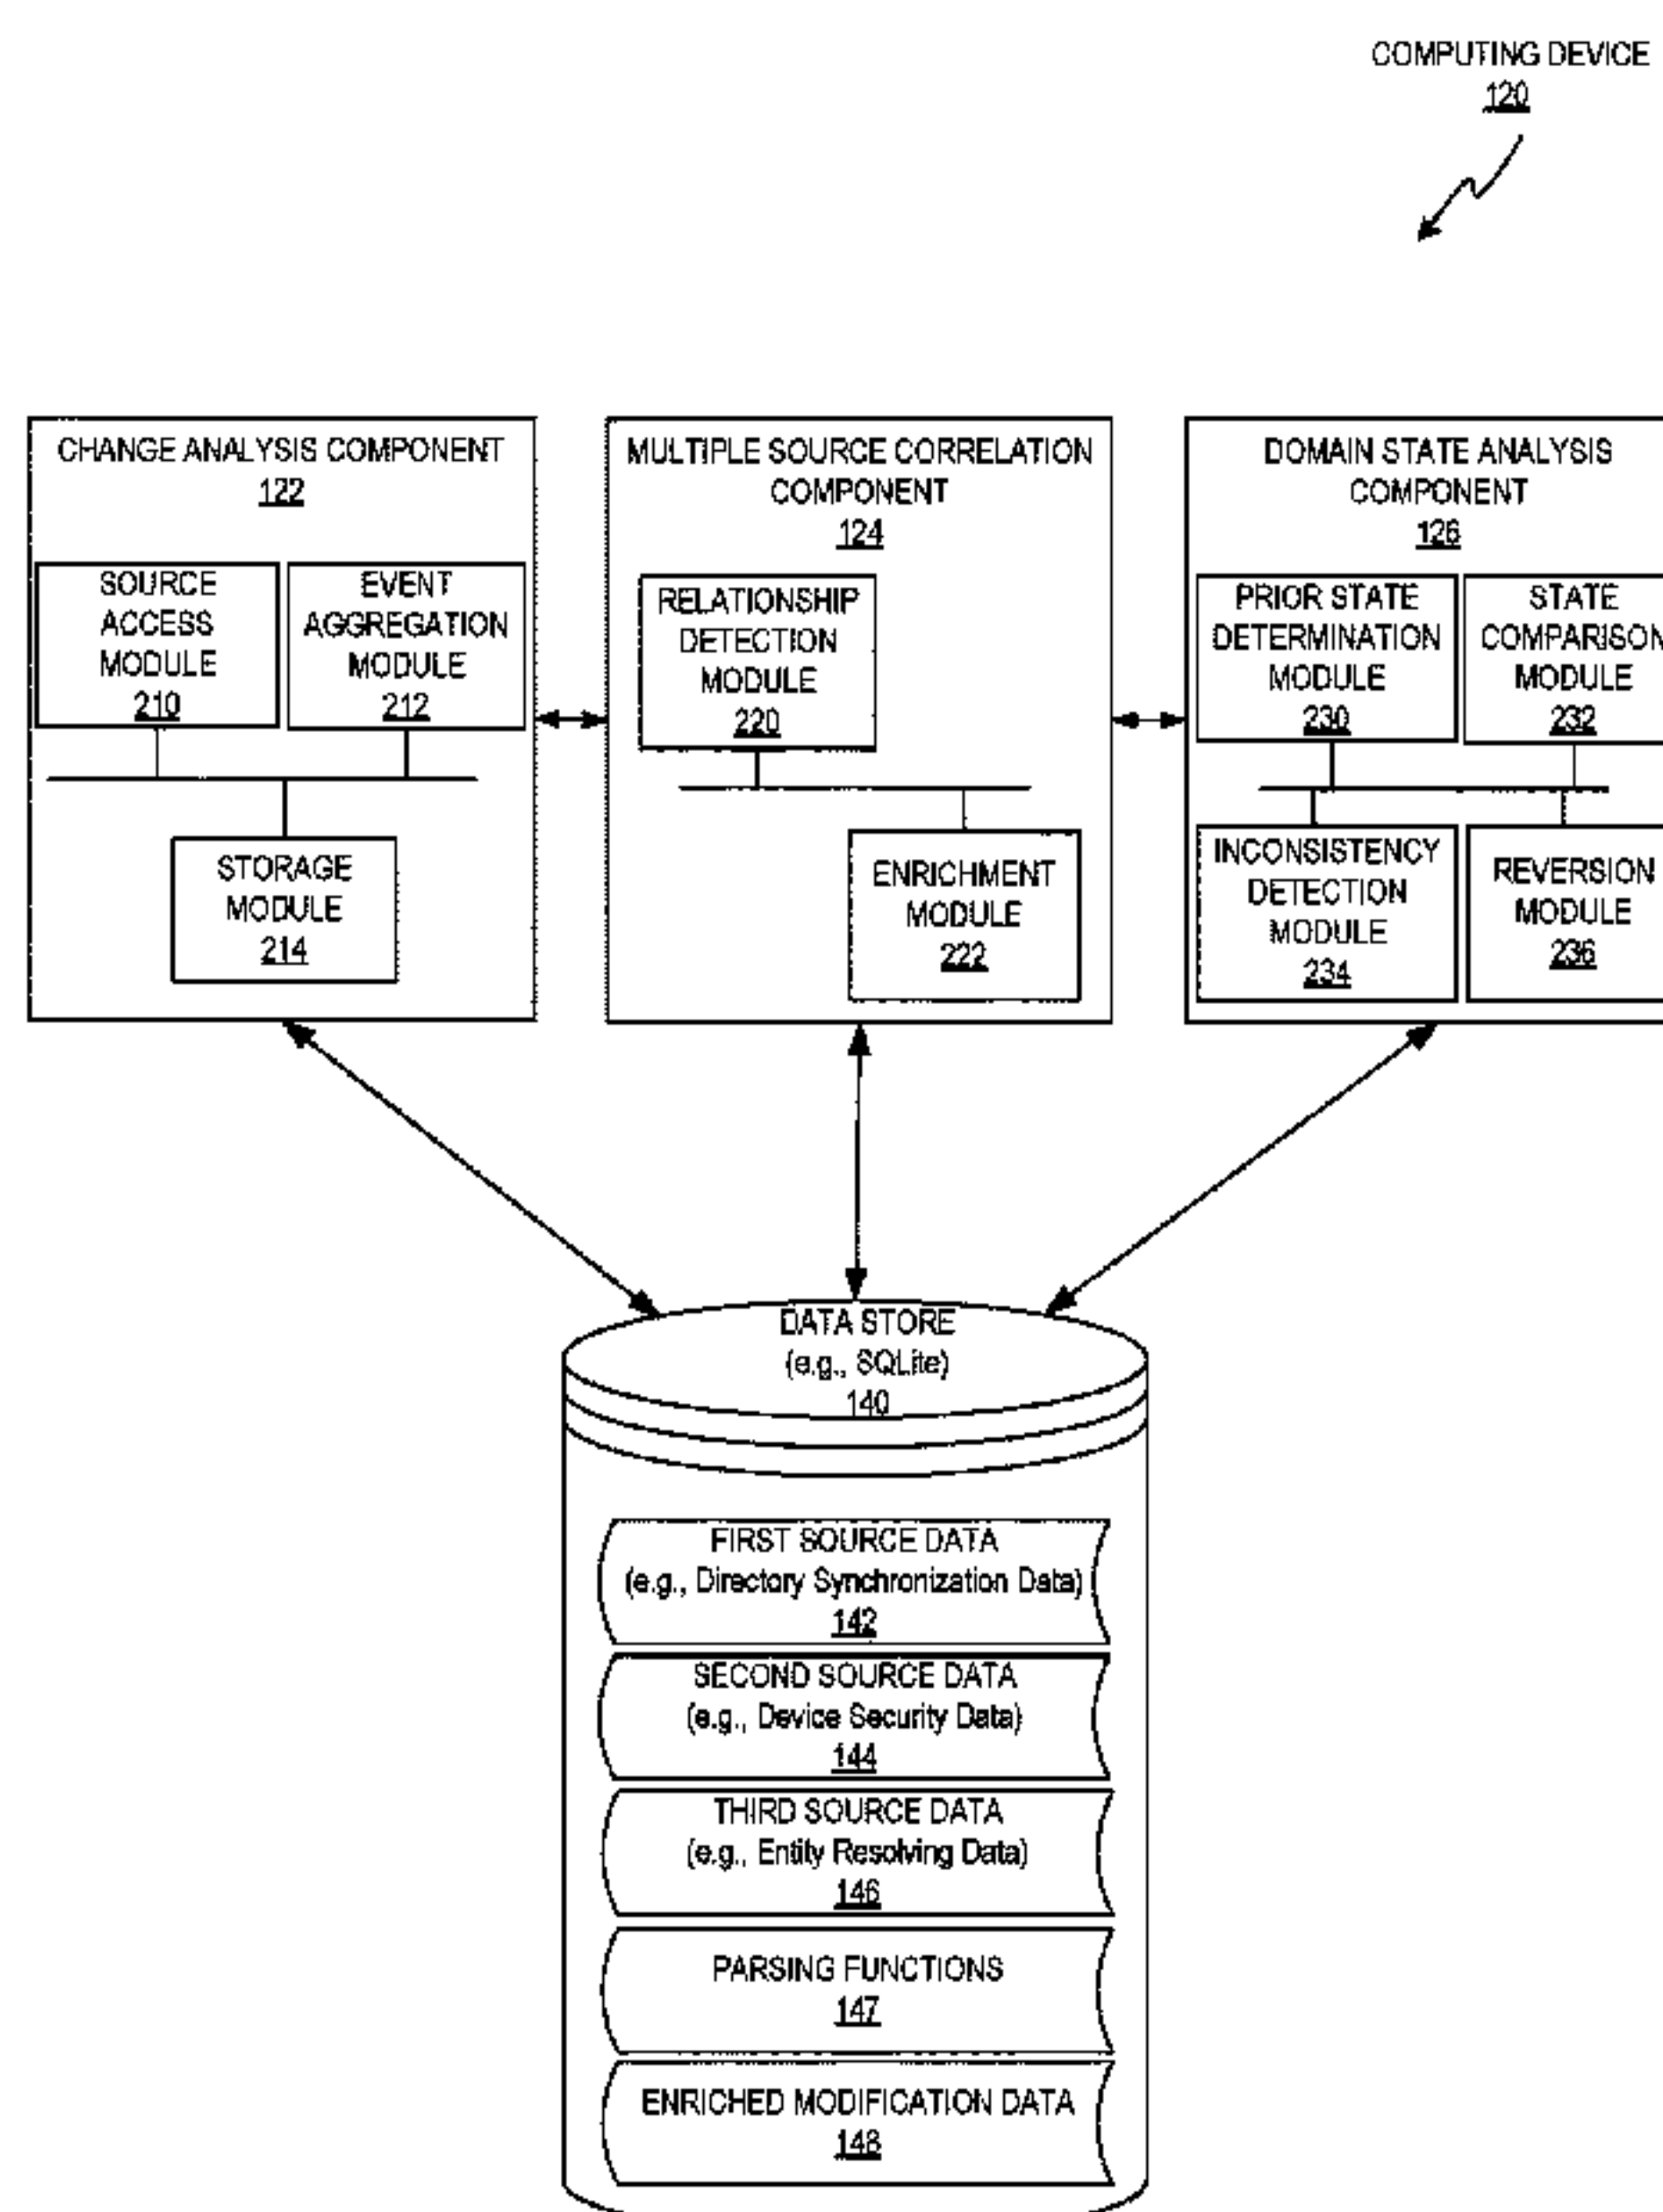 COMPUTING DEVICE
120
CHANGE ANALYSIS COMPONENT
122
SOURCE
ACCESS
MODULE
210
EVENT
AGGREGATION
MODULE
212
STORAGE
MODULE
214
MULTIPLE SOURCE CORRELATION
COMPONENT
124
RELATIONSHIP
DETECTION
MODULE
220
ENRICHMENT
MODULE
222
DOMAIN STATE ANALYSIS
COMPONENT
126
PRIOR STATE
DETERMINATION
MODULE
230
STATE
COMPARISON
MODULE
232
INCONSISTENCY
DETECTION
MODULE
234
REVERSION
MODULE
236
DATA STORE
(e.g., SQLite)
140
FIRST SOURCE DATA
(e.g., Directory Synchronization Data)
142
SECOND SOURCE DATA
(e.g., Device Security Data)
144
THIRD SOURCE DATA
(e.g., Entity Resolving Data)
146
PARSING FUNCTIONS
147
ENRICHED MODIFICATION DATA
148